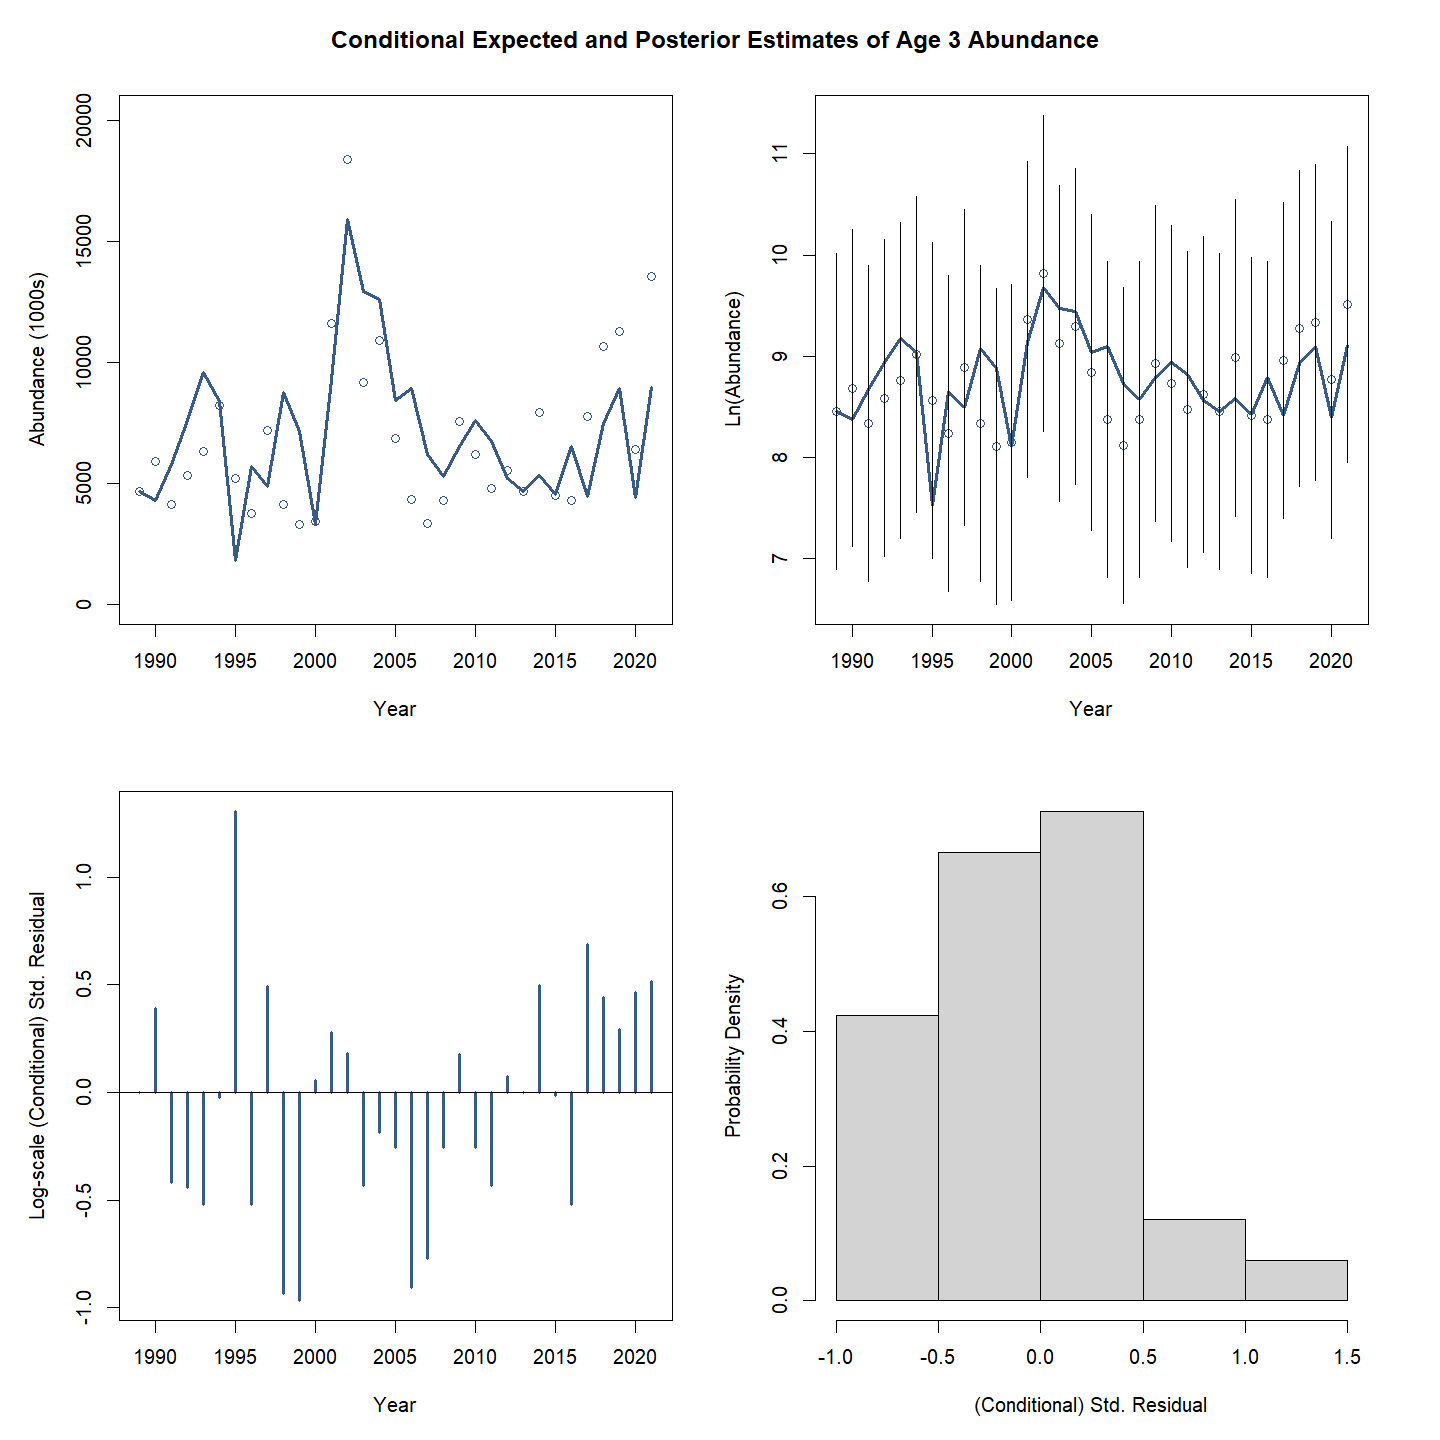 Conditional Expected and Posterior Estimates of Age 3 Abundance
Abundance (1000s)
20000
15000
10000
5000
0
1990 1995 2000 2005 2010 2015 2020
Year
Ln(Abundance)
11
10
9
8
7
1990 1995 2000 2005 2010 2015 2020
Year
Log-scale (Conditional) Std. Residual
1.0
0.5
0.0
-0.5
-1.0
1990 1995 2000 2005 2010 2015 2020
Year
Probability Density
0.6
0.4
0.2
0.0
-1.0 -0.5 0.0 0.5 1.0 1.5
(Conditional) Std. Residual